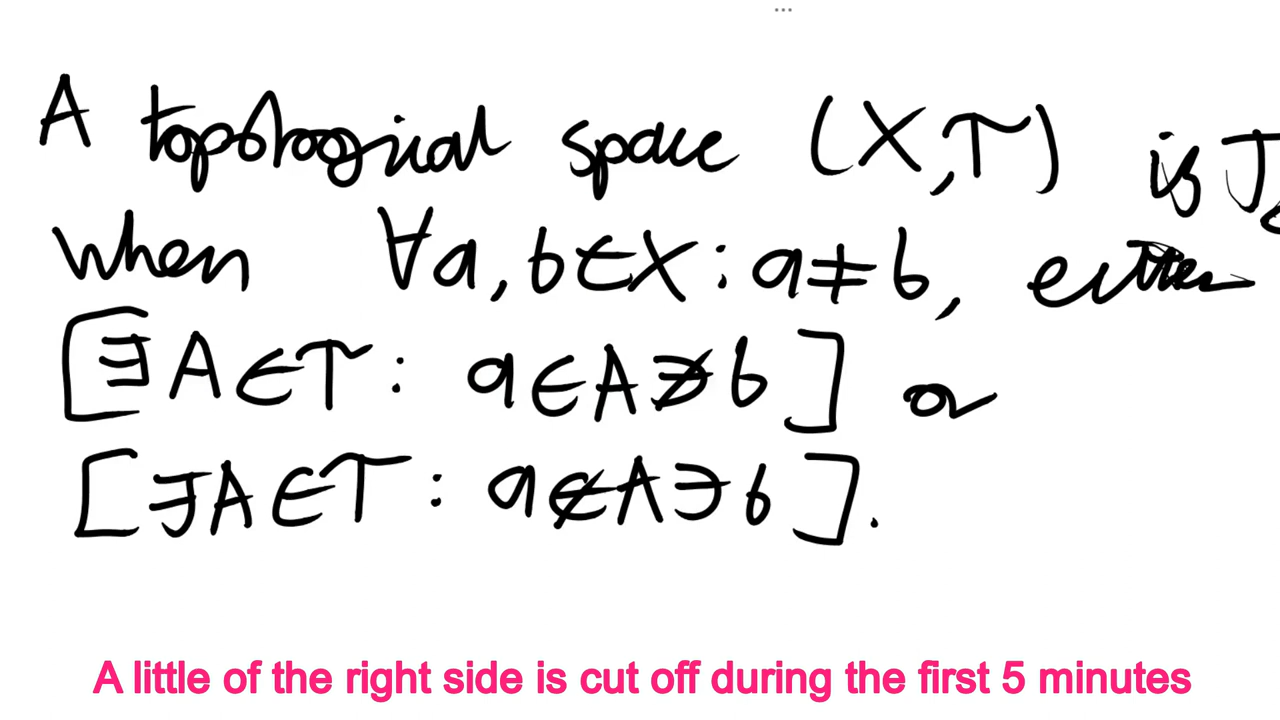 A topological space (X,T) is T₀
when ∀a,b∈X: a≠b, either
[∃A∈T: a∈A∌b] or
[∃A∈T: a∉A∋b].
A little of the right side is cut off during the first 5 minutes